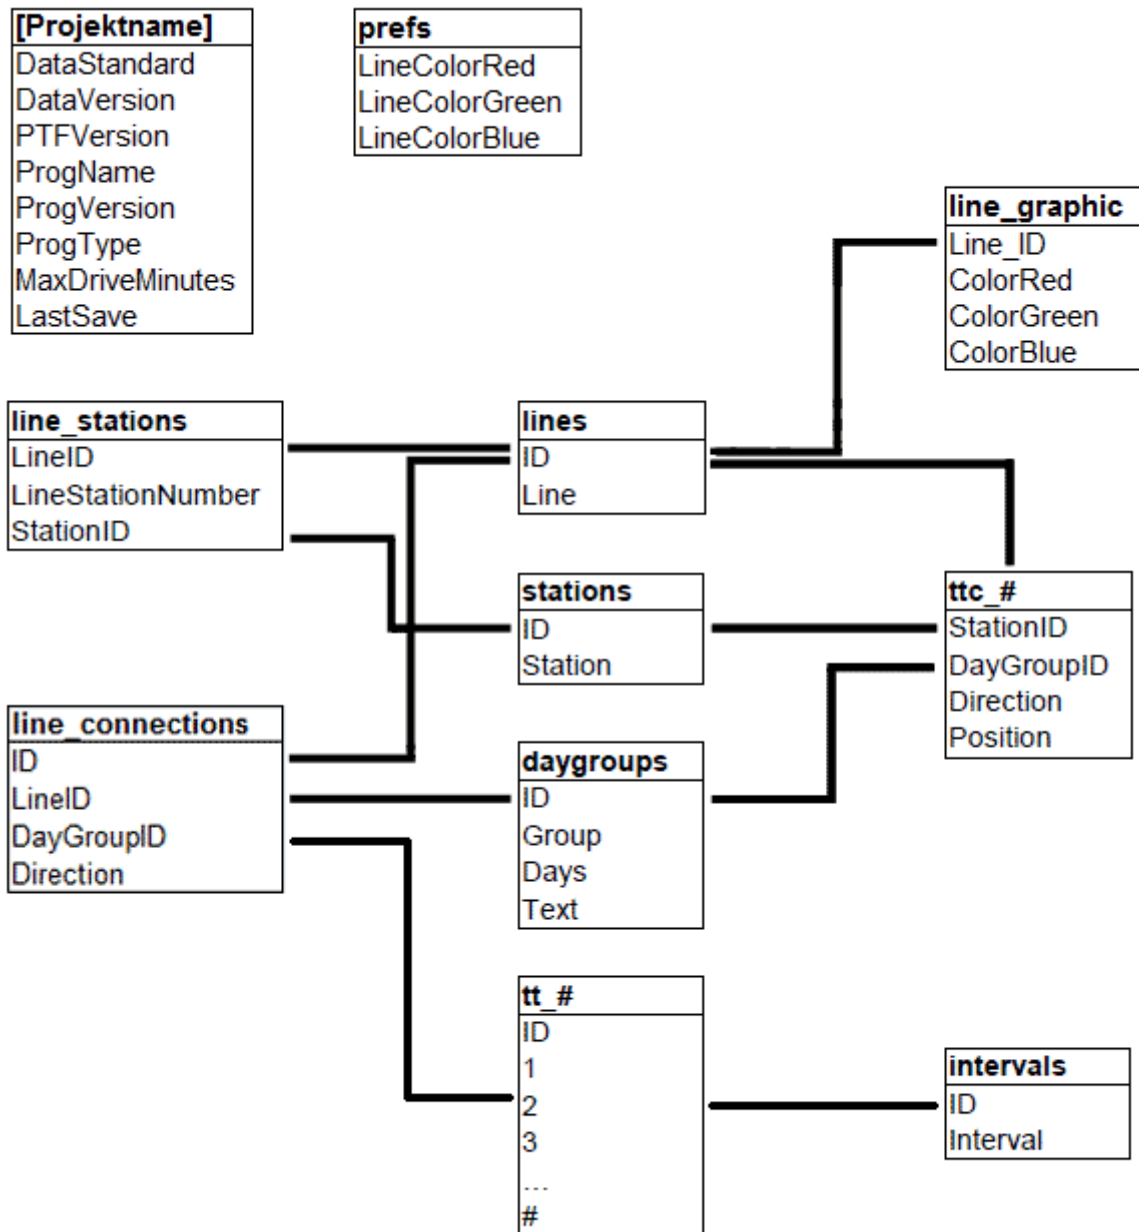 [Projektname]
DataStandard
DataVersion
PTFVersion
ProgName
ProgVersion
ProgType
MaxDriveMinutes
LastSave
prefs
LineColorRed
LineColorGreen
LineColorBlue
line_graphic
Line_ID
ColorRed
ColorGreen
ColorBlue
line_stations
LineID
LineStationNumber
StationID
lines
ID
Line
stations
ID
Station
ttc_#
StationID
DayGroupID
Direction
Position
line_connections
ID
LineID
DayGroupID
Direction
daygroups
ID
Group
Days
Text
tt_#
ID
1
2
3
...
#
intervals
ID
Interval